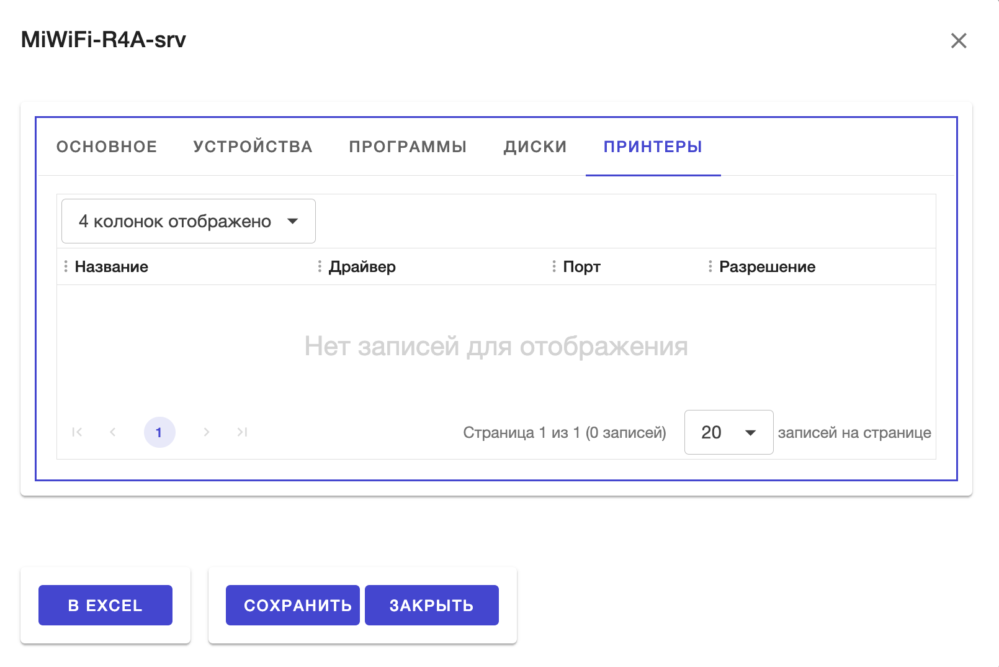 MiWiFi-R4A-srv
ОСНОВНОЕ УСТРОЙСТВА ПРОГРАММЫ ДИСКИ ПРИНТЕРЫ
4 колонок отображено
Название Драйвер Порт Разрешение
Нет записей для отображения
1 Страница 1 из 1 (0 записей) 20 записей на странице
В EXCEL СОХРАНИТЬ ЗАКРЫТЬ